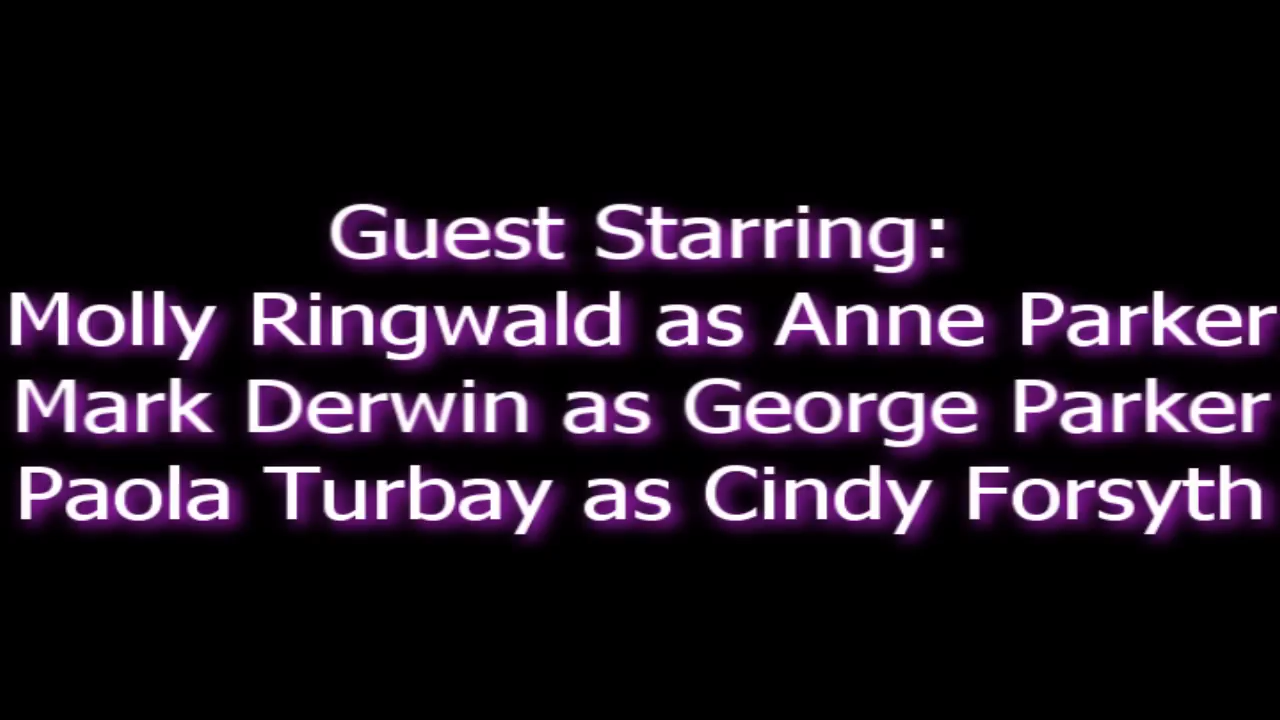 Guest Starring:
Molly Ringwald as Anne Parker
Mark Derwin as George Parker
Paola Turbay as Cindy Forsyth